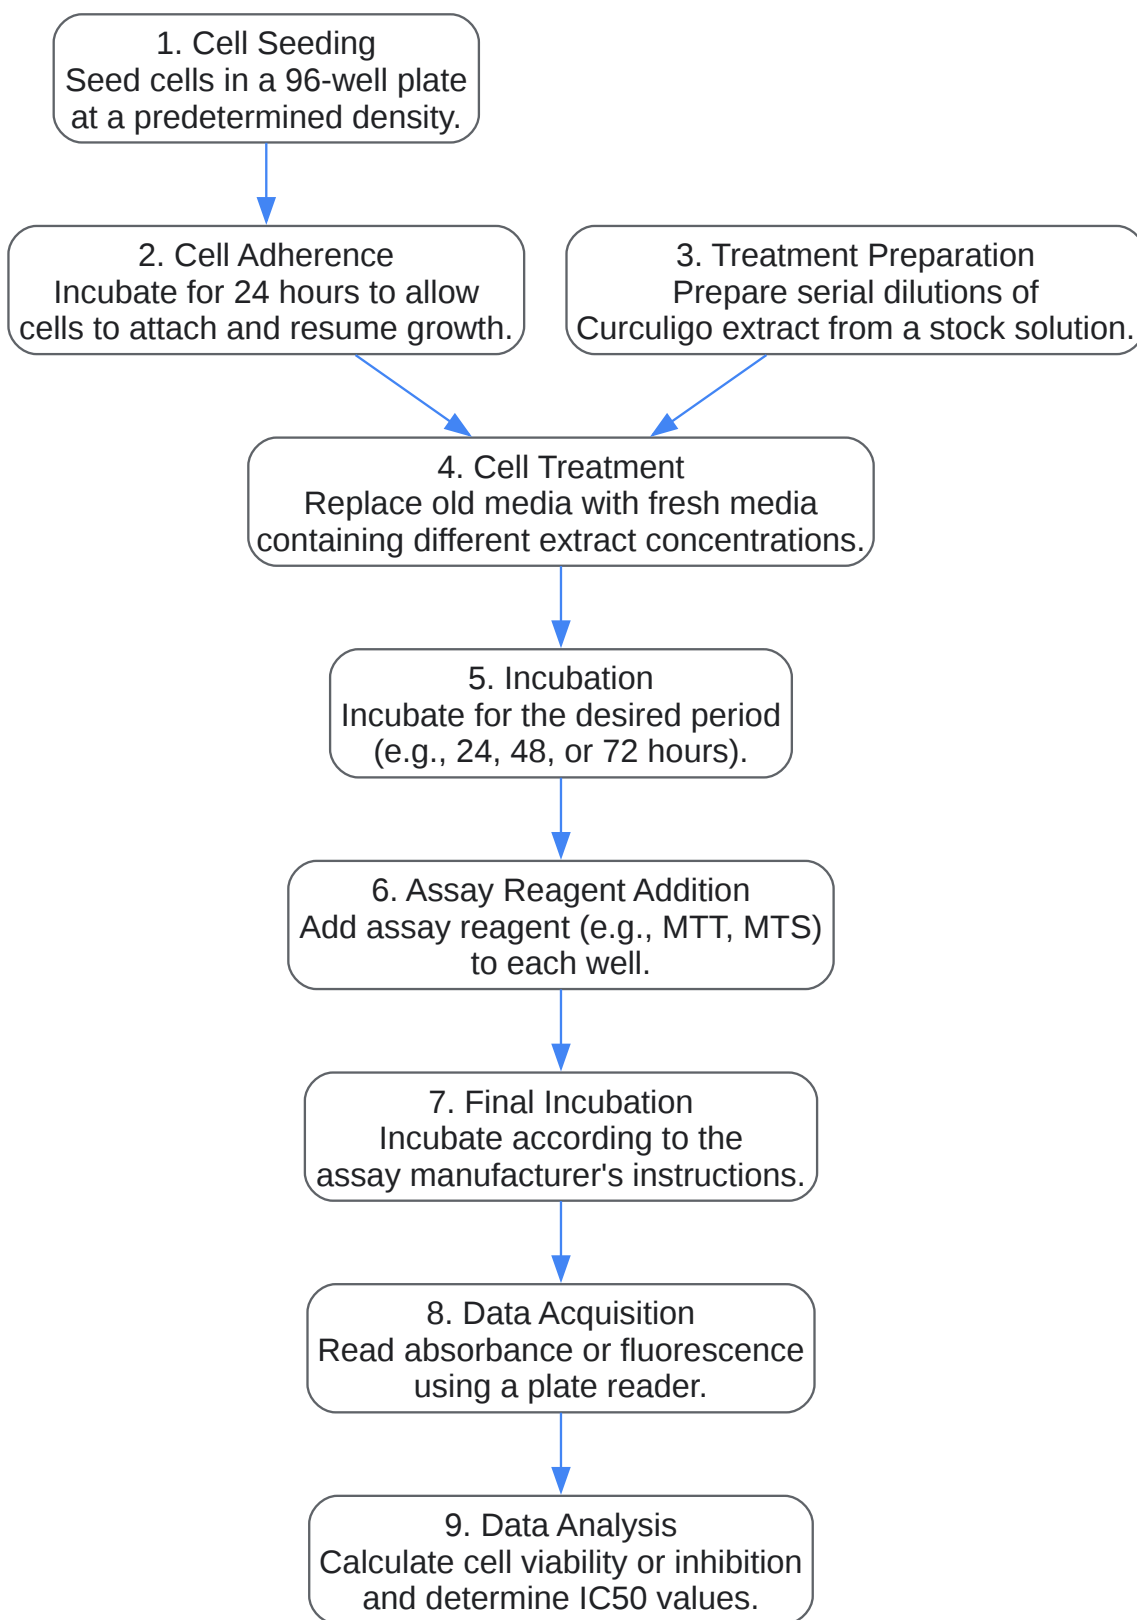 1. Cell Seeding
Seed cells in a 96-well plate
at a predetermined density.
2. Cell Adherence
Incubate for 24 hours to allow
cells to attach and resume growth.
3. Treatment Preparation
Prepare serial dilutions of
Curculigo extract from a stock solution.
4. Cell Treatment
Replace old media with fresh media
containing different extract concentrations.
5. Incubation
Incubate for the desired period
(e.g., 24, 48, or 72 hours).
6. Assay Reagent Addition
Add assay reagent (e.g., MTT, MTS)
to each well.
7. Final Incubation
Incubate according to the
assay manufacturer's instructions.
8. Data Acquisition
Read absorbance or fluorescence
using a plate reader.
9. Data Analysis
Calculate cell viability or inhibition
and determine IC50 values.